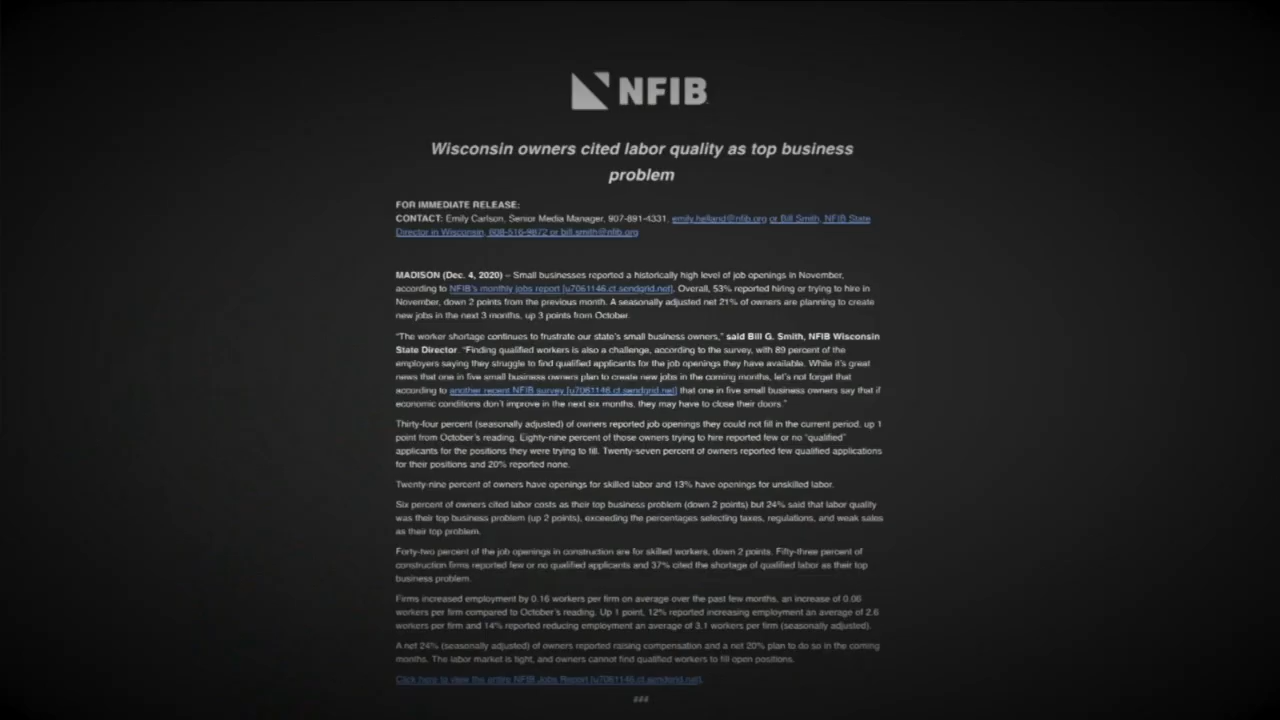 NFIB
Wisconsin owners cited labor quality as top business
problem
FOR IMMEDIATE RELEASE:
CONTACT: Emily Carlson, Senior Media Manager, 907-891-4331, emily.helland@nfib.org or Bill Smith, NFIB State
Director in Wisconsin, 608-516-9872 or bill.smith@nfib.org
MADISON (Dec. 4, 2020) – Small businesses reported a historically high level of job openings in November,
according to NFIB's monthly jobs report [u7061146.ct.sendgrid.net]. Overall, 53% reported hiring or trying to hire in
November, down 2 points from the previous month. A seasonally adjusted net 21% of owners are planning to create
new jobs in the next 3 months, up 3 points from October.
"The worker shortage continues to frustrate our state's small business owners," said Bill G. Smith, NFIB Wisconsin
State Director. "Finding qualified workers is also a challenge, according to the survey, with 89 percent of the
employers saying they struggle to find qualified applicants for the job openings they have available. While it's great
news that one in five small business owners plan to create new jobs in the coming months, let's not forget that
according to another recent NFIB survey [u7061146.ct.sendgrid.net] that one in five small business owners say that if
economic conditions don't improve in the next six months, they may have to close their doors."
Thirty-four percent (seasonally adjusted) of owners reported job openings they could not fill in the current period, up 1
point from October's reading. Eighty-nine percent of those owners trying to hire reported few or no "qualified"
applicants for the positions they were trying to fill. Twenty-seven percent of owners reported few qualified applications
for their positions and 20% reported none.
Twenty-nine percent of owners have openings for skilled labor and 13% have openings for unskilled labor.
Six percent of owners cited labor costs as their top business problem (down 2 points) but 24% said that labor quality
was their top business problem (up 2 points), exceeding the percentages selecting taxes, regulations, and weak sales
as their top problem.
Forty-two percent of the job openings in construction are for skilled workers, down 2 points. Fifty-three percent of
construction firms reported few or no qualified applicants and 37% cited the shortage of qualified labor as their top
business problem.
Firms increased employment by 0.16 workers per firm on average over the past few months, an increase of 0.06
workers per firm compared to October's reading. Up 1 point, 12% reported increasing employment an average of 2.6
workers per firm and 14% reported reducing employment an average of 3.1 workers per firm (seasonally adjusted).
A net 24% (seasonally adjusted) of owners reported raising compensation and a net 20% plan to do so in the coming
months. The labor market is tight, and owners cannot find qualified workers to fill open positions.
Click here to view the entire NFIB Jobs Report [u7061146.ct.sendgrid.net].
###